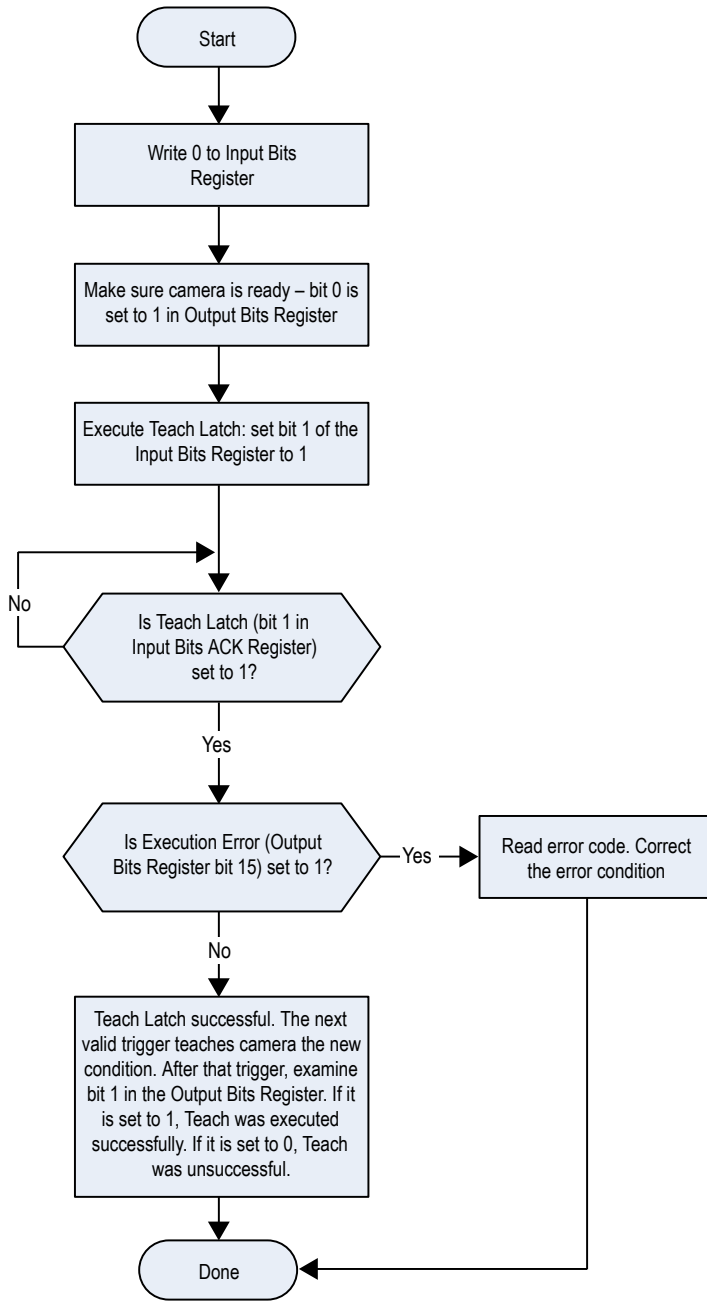 Start
Write 0 to Input Bits
Register
Make sure camera is ready – bit 0 is
set to 1 in Output Bits Register
Execute Teach Latch: set bit 1 of the
Input Bits Register to 1
No
Is Teach Latch (bit 1 in
Input Bits ACK Register)
set to 1?
Yes
Is Execution Error (Output
Bits Register bit 15) set to 1?
Yes
Read error code. Correct
the error condition
No
Teach Latch successful. The next
valid trigger teaches camera the new
condition. After that trigger, examine
bit 1 in the Output Bits Register. If it
is set to 1, Teach was executed
successfully. If it is set to 0, Teach
was unsuccessful.
Done